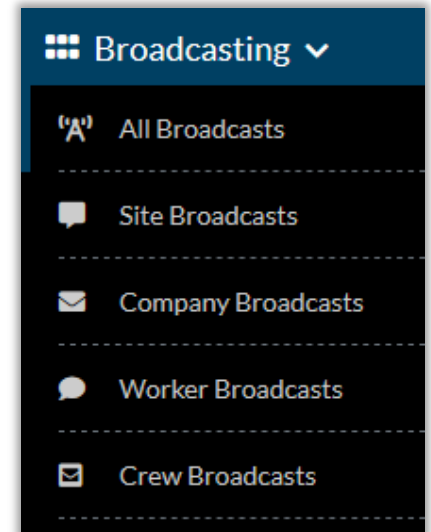 Broadcasting
All Broadcasts
Site Broadcasts
Company Broadcasts
Worker Broadcasts
Crew Broadcasts